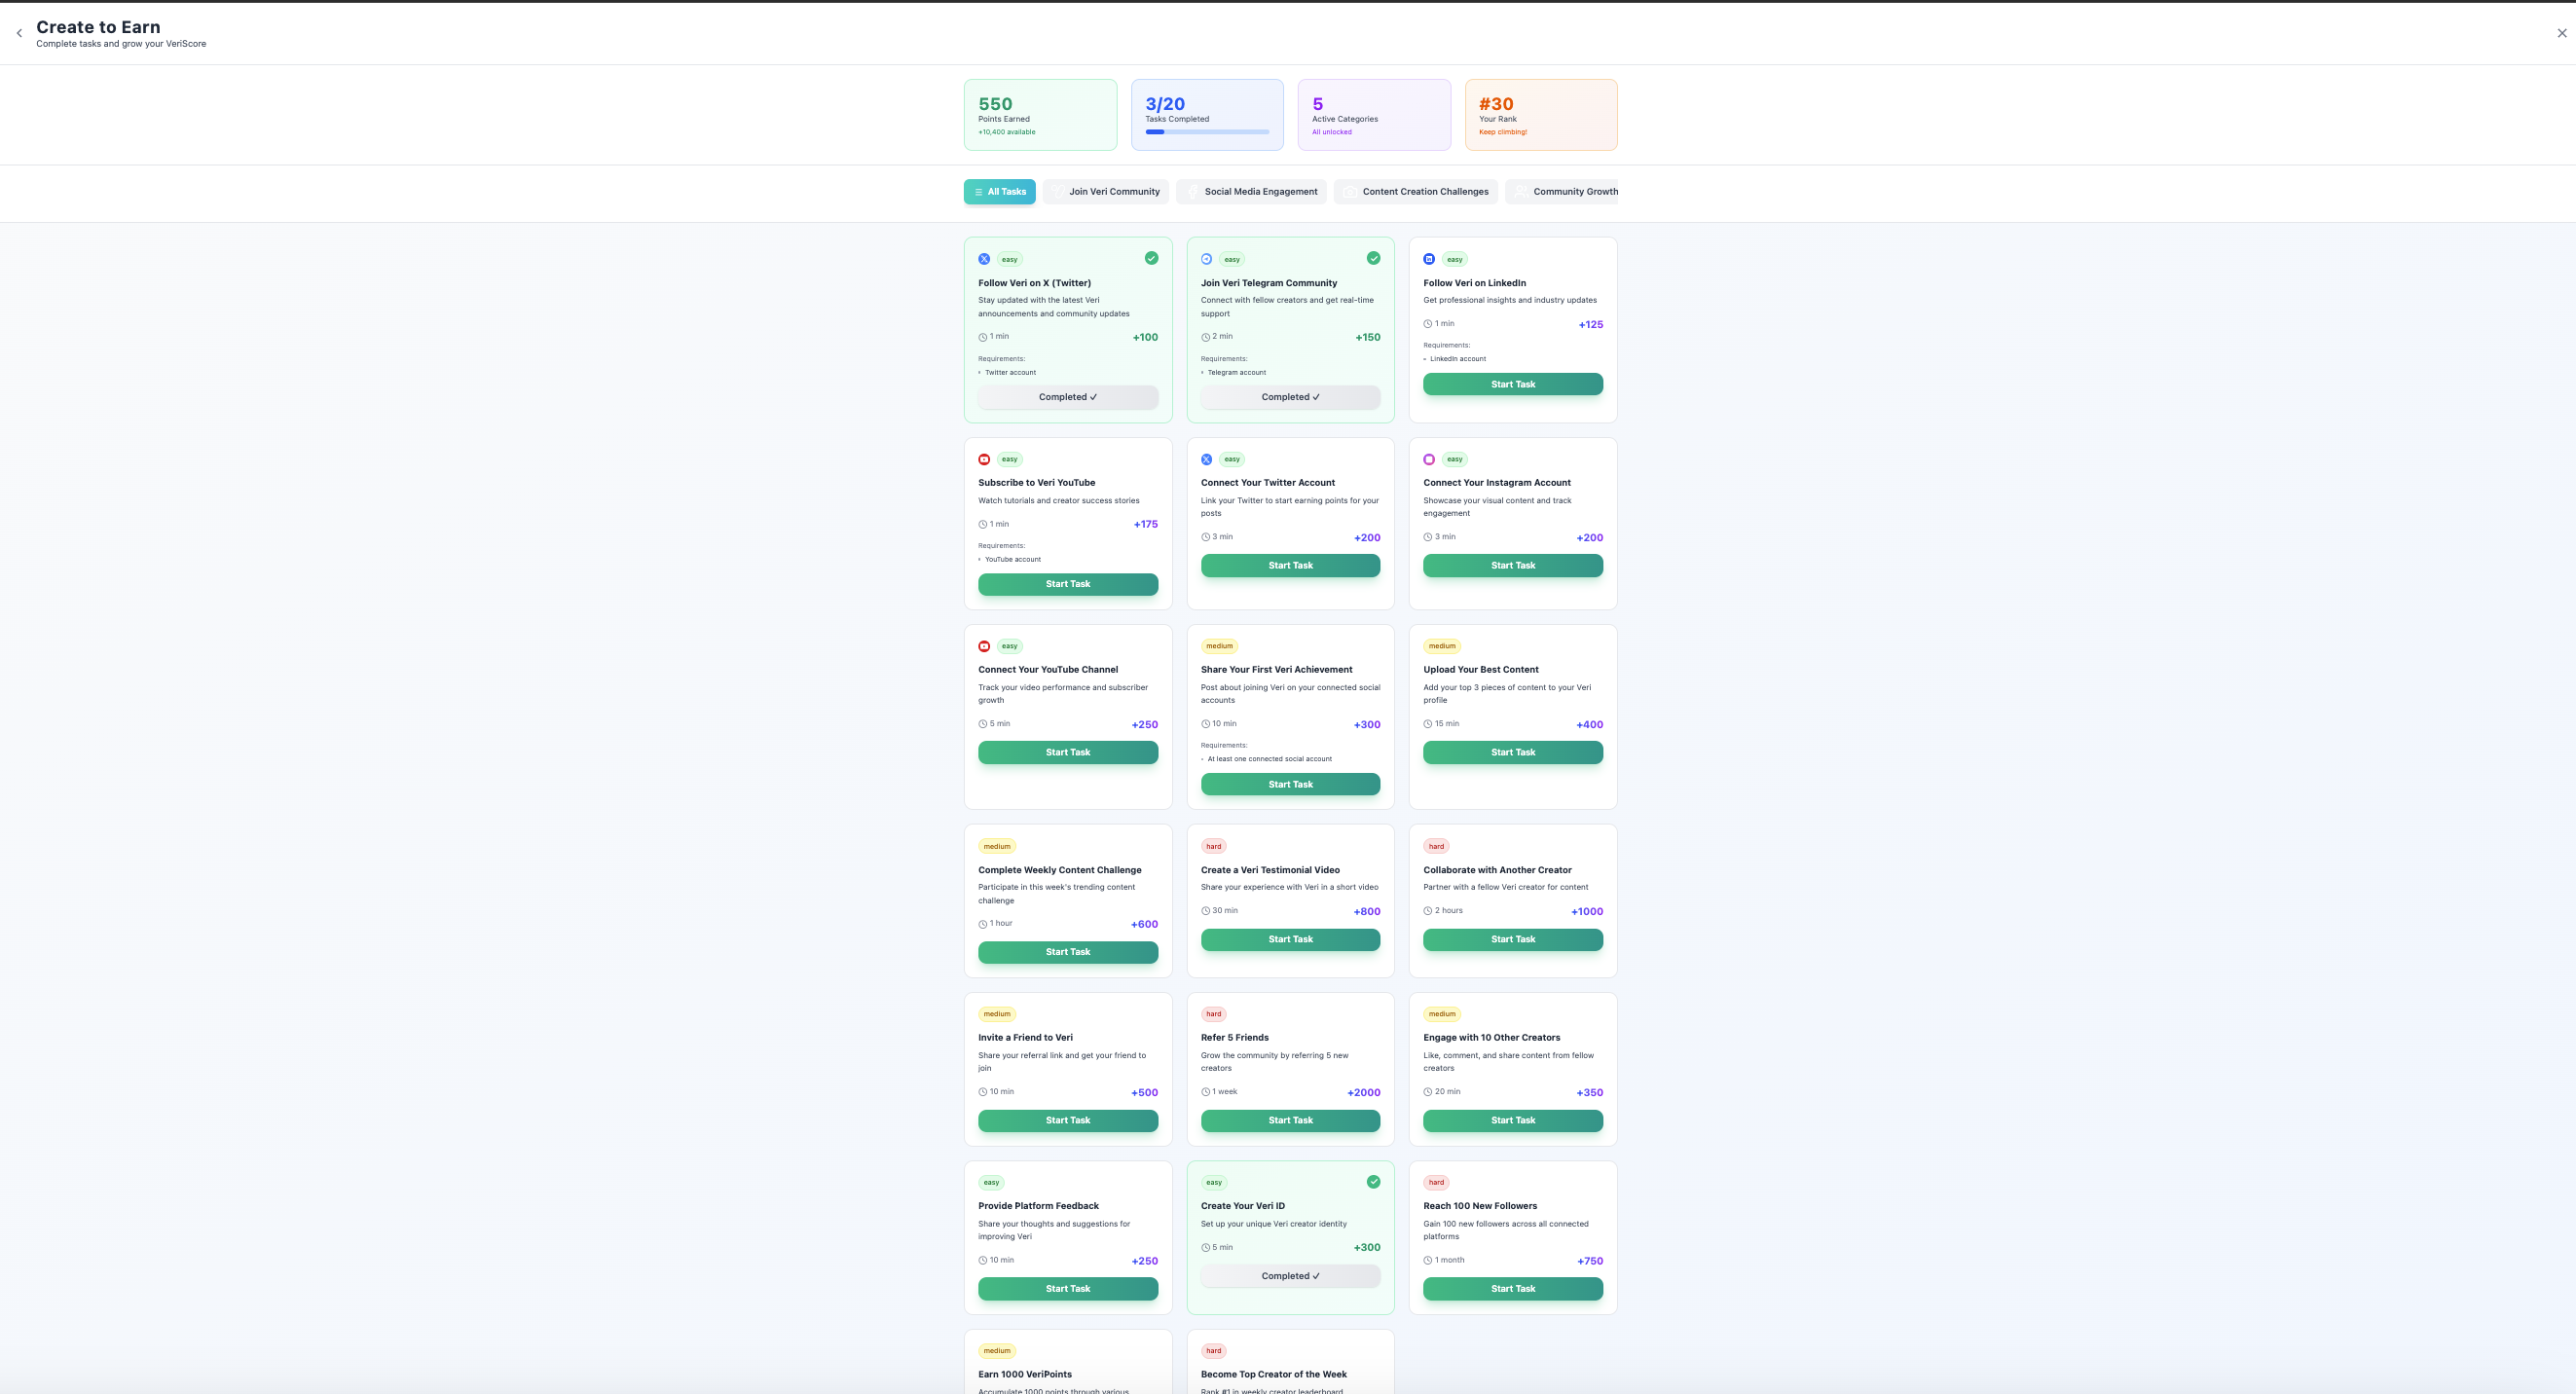 Create to Earn
Complete tasks and grow your VeriScore
550
Points Earned
+10,400 available
3/20
Tasks Completed
5
Active Categories
All unlocked
#30
Your Rank
Keep climbing!
All Tasks
Join Veri Community
Social Media Engagement
Content Creation Challenges
Community Growth
easy
Follow Veri on X (Twitter)
Stay updated with the latest Veri
announcements and community updates
1 min
+100
Requirements:
• Twitter account
Completed ✓
easy
Join Veri Telegram Community
Connect with fellow creators and get real-time
support
2 min
+150
Requirements:
• Telegram account
Completed ✓
easy
Follow Veri on LinkedIn
Get professional insights and industry updates
1 min
+125
Requirements:
• LinkedIn account
Start Task
easy
Subscribe to Veri YouTube
Watch tutorials and creator success stories
1 min
+175
Requirements:
• YouTube account
Start Task
easy
Connect Your Twitter Account
Link your Twitter to start earning points for your
posts
3 min
+200
Start Task
easy
Connect Your Instagram Account
Showcase your visual content and track
engagement
3 min
+200
Start Task
easy
Connect Your YouTube Channel
Track your video performance and subscriber
growth
5 min
+250
Start Task
medium
Share Your First Veri Achievement
Post about joining Veri on your connected social
accounts
10 min
+300
Requirements:
• At least one connected social account
Start Task
medium
Upload Your Best Content
Add your top 3 pieces of content to your Veri
profile
15 min
+400
Start Task
medium
Complete Weekly Content Challenge
Participate in this week's trending content
challenge
1 hour
+600
Start Task
hard
Create a Veri Testimonial Video
Share your experience with Veri in a short video
30 min
+800
Start Task
hard
Collaborate with Another Creator
Partner with a fellow Veri creator for content
2 hours
+1000
Start Task
medium
Invite a Friend to Veri
Share your referral link and get your friend to
join
10 min
+500
Start Task
hard
Refer 5 Friends
Grow the community by referring 5 new
creators
1 week
+2000
Start Task
medium
Engage with 10 Other Creators
Like, comment, and share content from fellow
creators
20 min
+350
Start Task
easy
Provide Platform Feedback
Share your thoughts and suggestions for
improving Veri
10 min
+250
Start Task
easy
Create Your Veri ID
Set up your unique Veri creator identity
5 min
+300
Completed ✓
hard
Reach 100 New Followers
Gain 100 new followers across all connected
platforms
1 month
+750
Start Task
medium
Earn 1000 VeriPoints
Accumulate 1000 points through various
hard
Become Top Creator of the Week
Rank #1 in weekly creator leaderboard